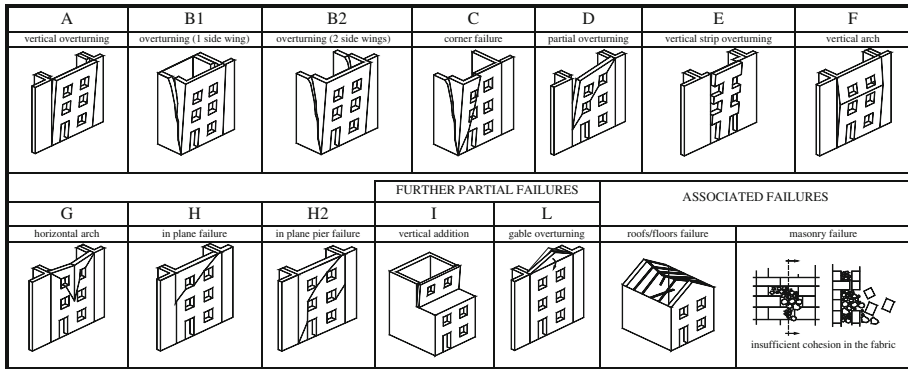 A B1 B2 C D E F
vertical overturning overturning (1 side wing) overturning (2 side wings) corner failure partial overturning vertical strip overturning vertical arch
FURTHER PARTIAL FAILURES ASSOCIATED FAILURES
G H H2 I L
horizontal arch in plane failure in plane pier failure vertical addition gable overturning roofs/floors failure masonry failure
insufficient cohesion in the fabric